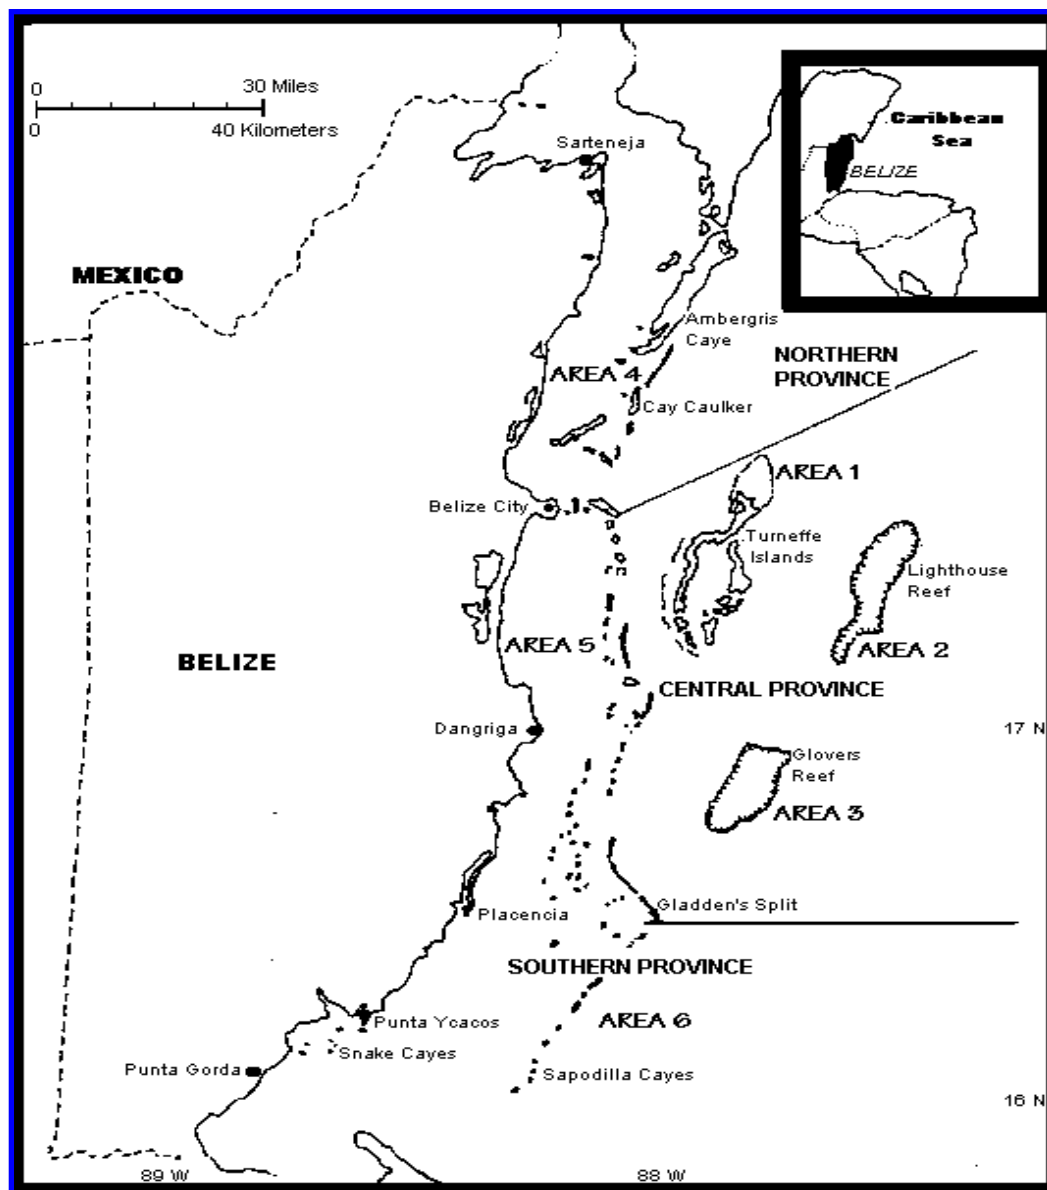 0
30 Miles
0
40 Kilometers
Sarteneja
Caribbean
Sea
BELIZE
MEXICO
Ambergris
Caye
NORTHERN
PROVINCE
AREA 4
Cay Caulker
AREA 1
Belize City
Turneffe
Islands
Lighthouse
Reef
AREA 5
AREA 2
BELIZE
CENTRAL PROVINCE
Dangriga
17 N
Glovers
Reef
AREA 3
Placencia
Gladden's Split
SOUTHERN PROVINCE
Punta Ycacos
AREA 6
Snake Cayes
Punta Gorda
Sapodilla Cayes
16 N
89 W
88 W